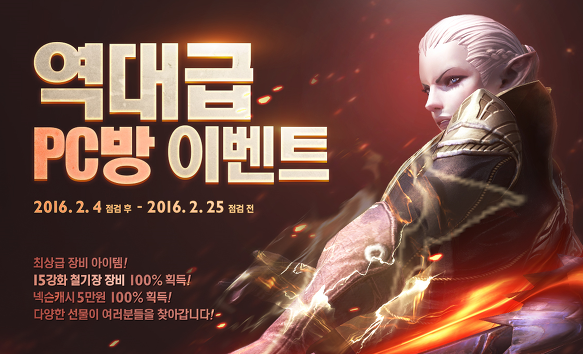 역대급
PC방 이벤트
2016. 2. 4 점검 후 - 2016. 2. 25 점검 전
최상급 장비 아이템!
15강화 철기장 장비 100% 획득!
넥슨캐시 5만원 100% 획득!
다양한 선물이 여러분들을 찾아갑니다!